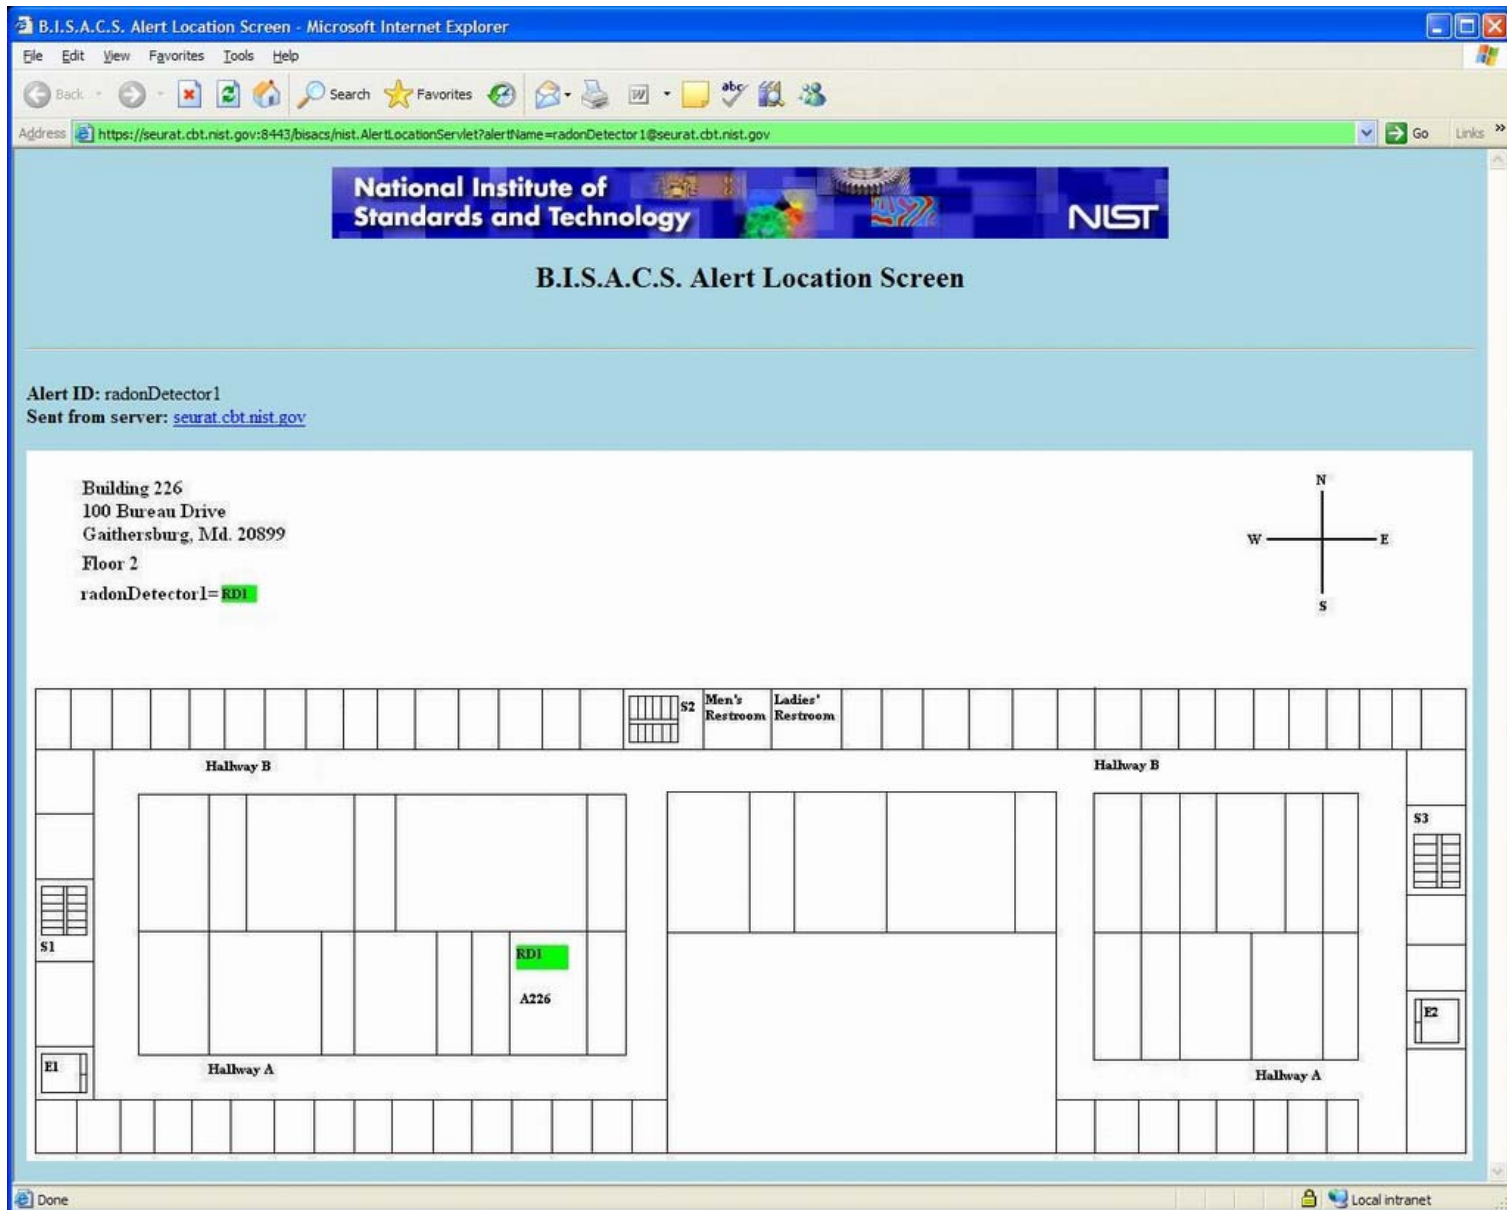 B.I.S.A.C.S. Alert Location Screen - Microsoft Internet Explorer
File Edit View Favorites Tools Help
Back Search Favorites
Address https://seurat.cbt.nist.gov:8443/bisacs/nist.AlertLocationServlet?alertName=radonDetector1@seurat.cbt.nist.gov Go Links »
National Institute of
Standards and Technology
NIST
B.I.S.A.C.S. Alert Location Screen
Alert ID: radonDetector1
Sent from server: seurat.cbt.nist.gov
Building 226
100 Bureau Drive
Gaithersburg, Md. 20899
Floor 2
radonDetector1= RD1
N
W E
S
S2 Men's Restroom
Ladies' Restroom
Hallway B
Hallway B
S3
S1
RD1
A226
E2
E1
Hallway A
Hallway A
Done
Local intranet